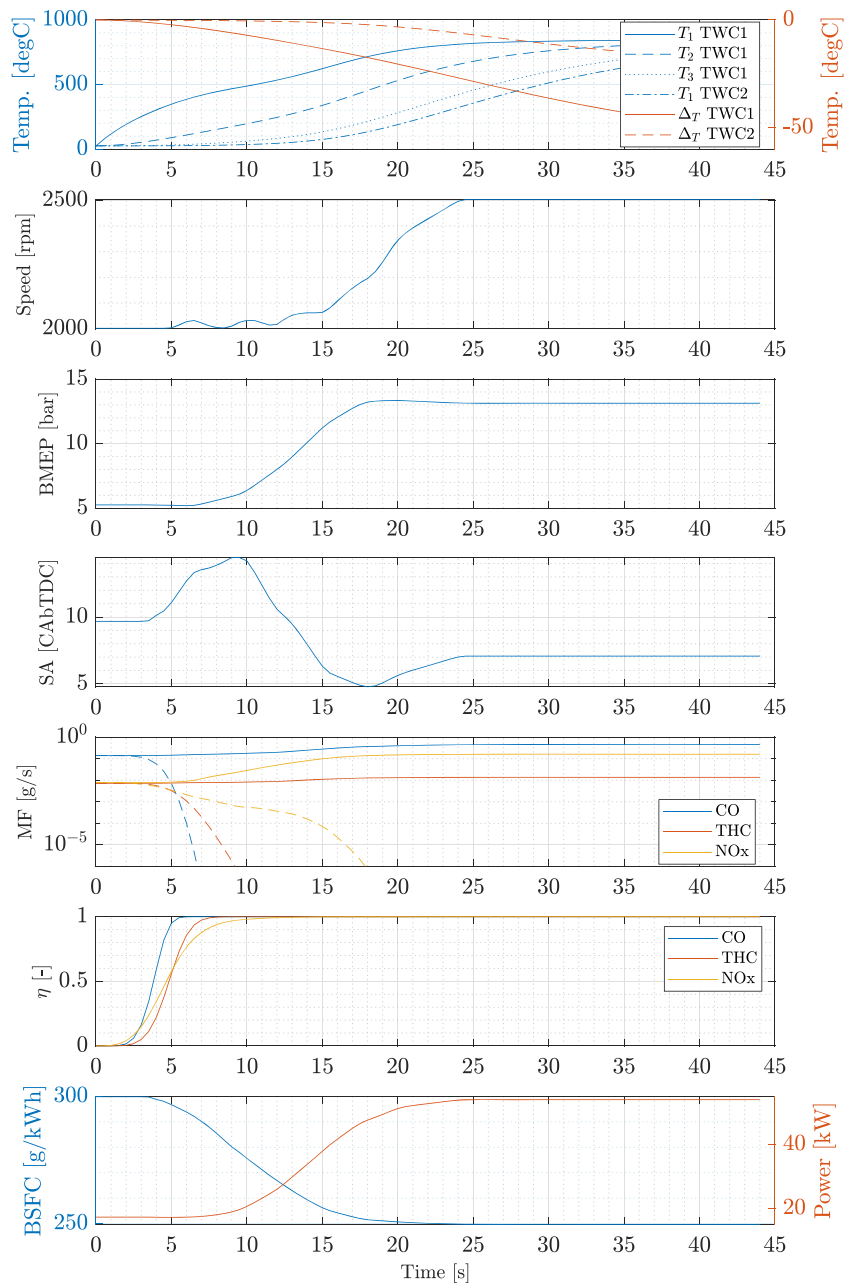 1000
500
0
Temp. [degC]
0
-50
Temp. [degC]
T1 TWC1
T2 TWC1
T3 TWC1
T1 TWC2
ΔT TWC1
ΔT TWC2
0 5 10 15 20 25 30 35 40 45
2500
2000
Speed [rpm]
0 5 10 15 20 25 30 35 40 45
15
10
5
BMEP [bar]
0 5 10 15 20 25 30 35 40 45
10
5
SA [CAbTDC]
0 5 10 15 20 25 30 35 40 45
10^0
10^-5
MF [g/s]
CO
THC
NOx
0 5 10 15 20 25 30 35 40 45
1
0.5
0
η [-]
CO
THC
NOx
0 5 10 15 20 25 30 35 40 45
300
250
BSFC [g/kWh]
40
20
Power [kW]
0 5 10 15 20 25 30 35 40 45
Time [s]